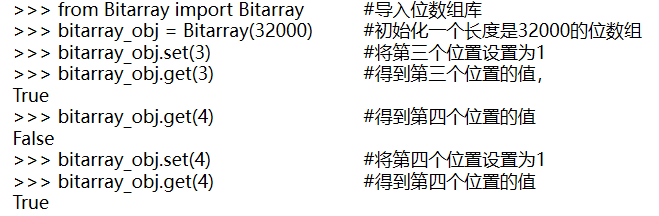 >>> from Bitarray import Bitarray #导入位数组库
>>> bitarray_obj = Bitarray(32000) #初始化一个长度是32000的位数组
>>> bitarray_obj.set(3) #将第三个位置设置为1
>>> bitarray_obj.get(3) #得到第三个位置的值，
True
>>> bitarray_obj.get(4) #得到第四个位置的值
False
>>> bitarray_obj.set(4) #将第四个位置设置为1
>>> bitarray_obj.get(4) #得到第四个位置的值
True